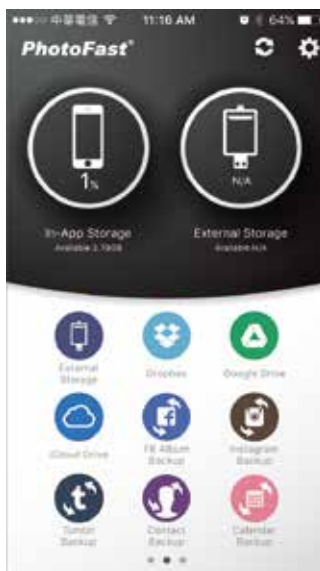 中華電信 11:16 AM 64%
PhotoFast
1%
N/A
In-App Storage
External Storage
Available N/A
External Storage
Dropbox
Google Drive
iCloud Drive
FB Album Backup
Instagram Backup
Tumblr Backup
Contact Backup
Calendar Backup